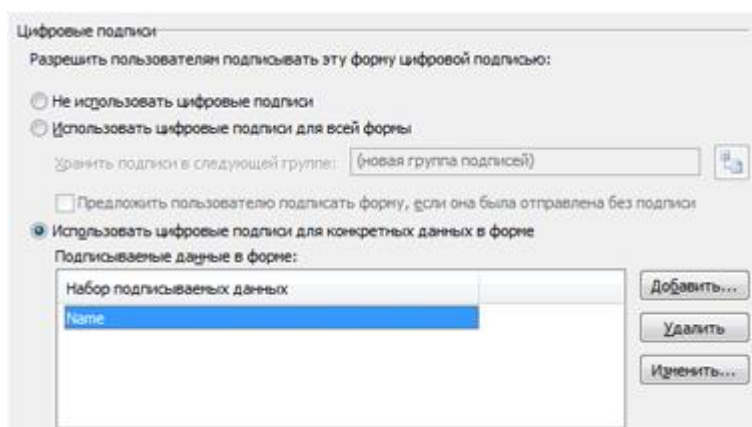 Цифровые подписи
Разрешить пользователям подписывать эту форму цифровой подписью:
Не использовать цифровые подписи
Использовать цифровые подписи для всей формы
Хранить подписи в следующей группе: (новая группа подписей)
Предложить пользователю подписать форму, если она была отправлена без подписи
Использовать цифровые подписи для конкретных данных в форме
Подписываемые данные в форме:
Набор подписываемых данных Добавить...
Name
Удалить
Изменить...